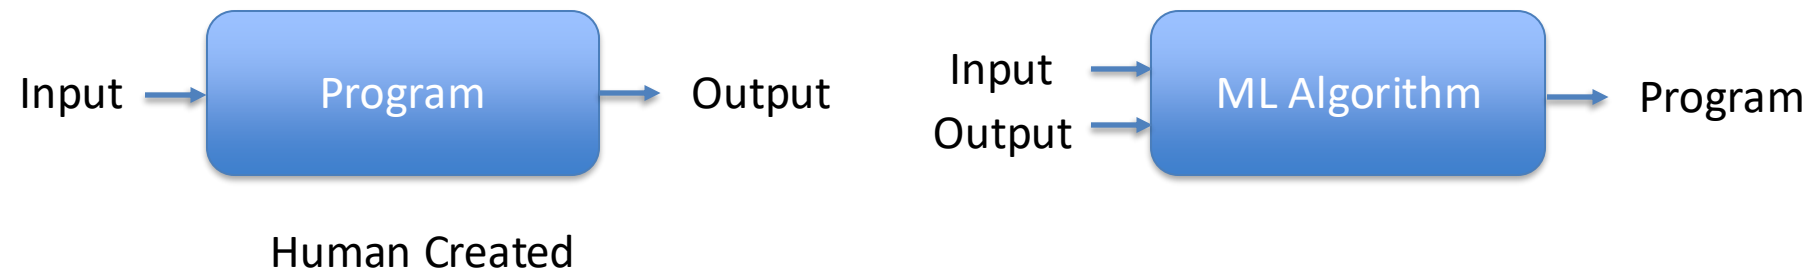 Input
Program
Output
Human Created
Input
Output
ML Algorithm
Program